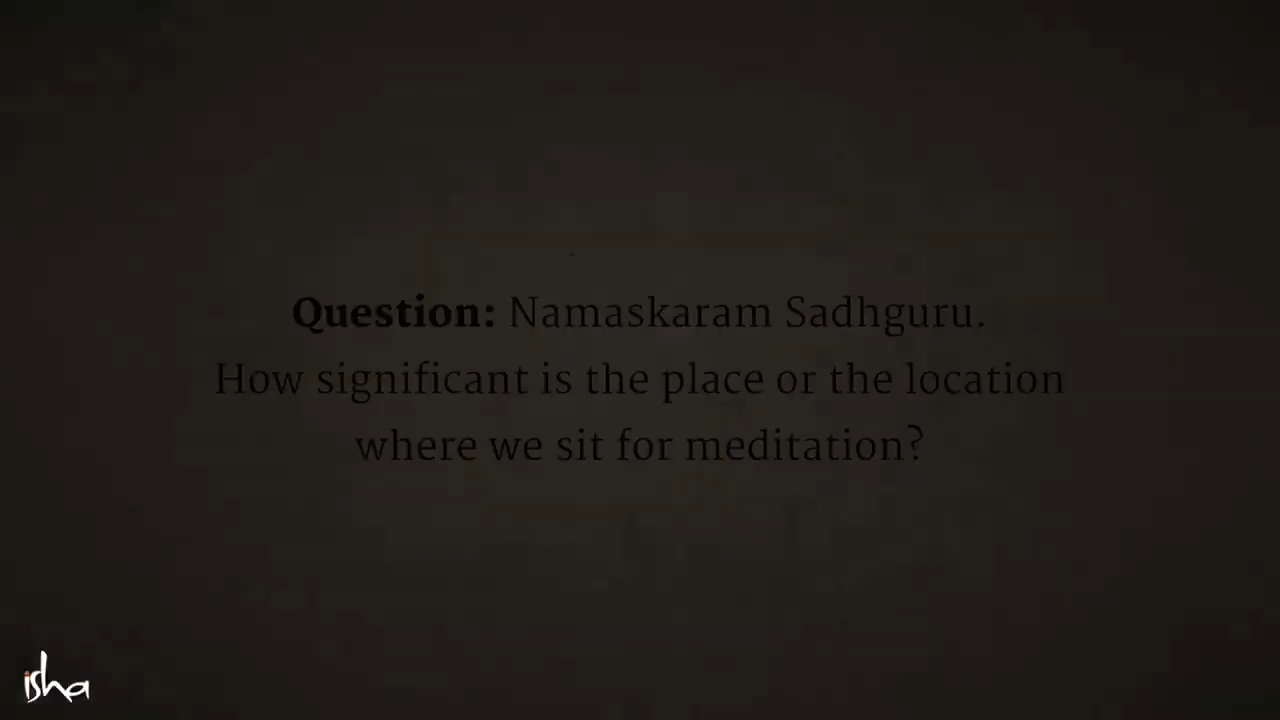 Question: Namaskaram Sadhguru.
How significant is the place or the location
where we sit for meditation?
isha